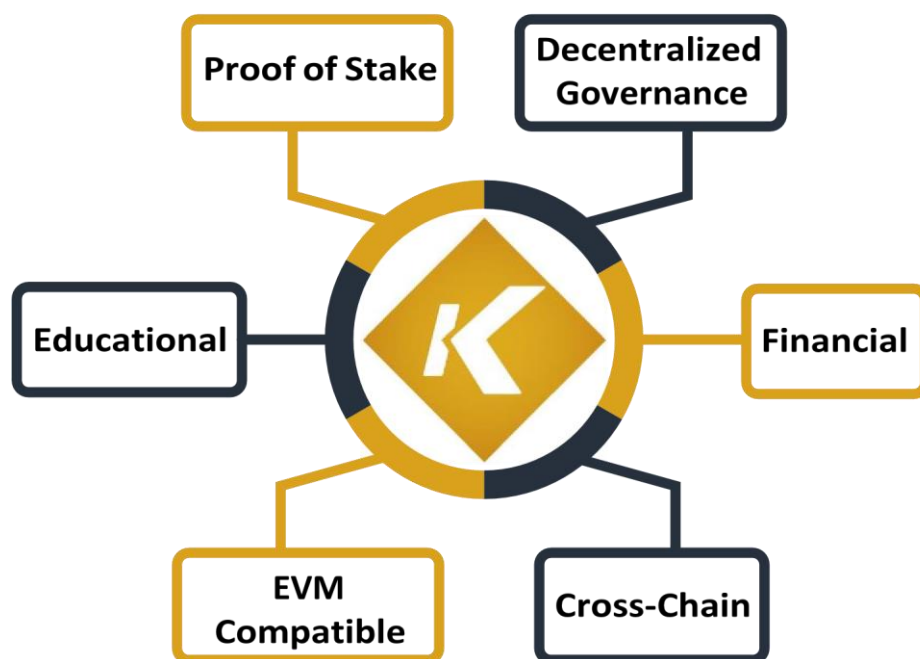 Proof of Stake
Decentralized
Governance
Educational
K
Financial
EVM
Compatible
Cross-Chain